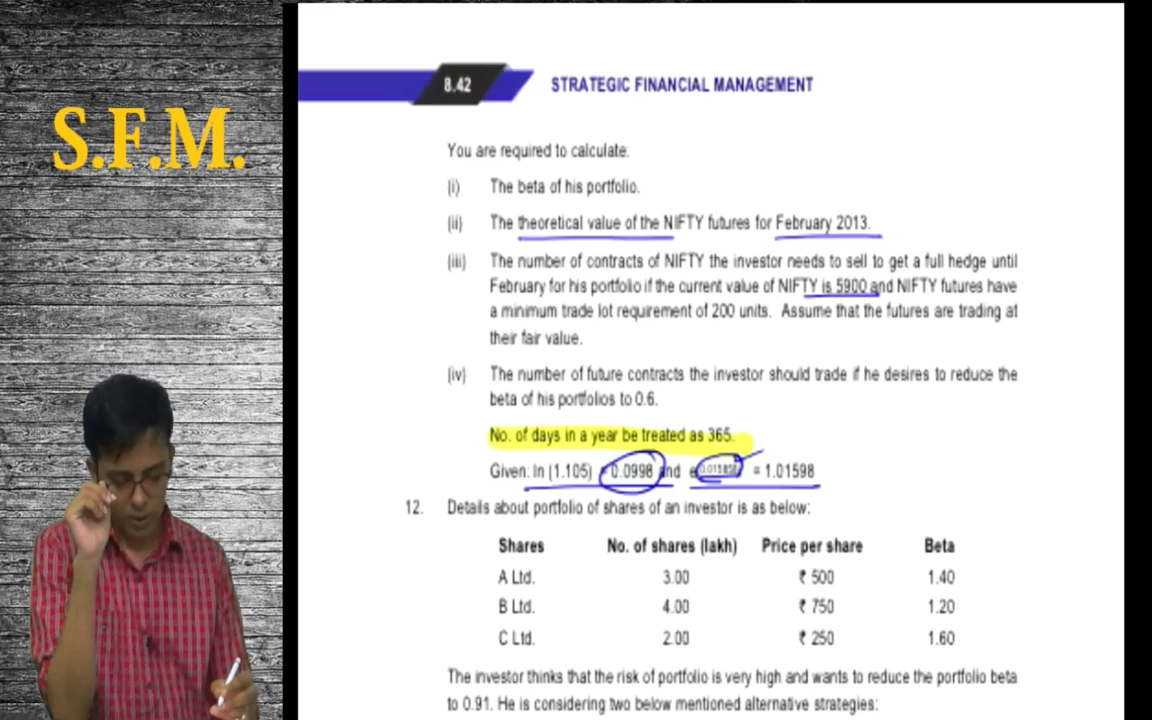 S.F.M.
8.42 STRATEGIC FINANCIAL MANAGEMENT
You are required to calculate:
(i) The beta of his portfolio.
(ii) The theoretical value of the NIFTY futures for February 2013.
(iii) The number of contracts of NIFTY the investor needs to sell to get a full hedge until
February for his portfolio if the current value of NIFTY is 5900 and NIFTY futures have
a minimum trade lot requirement of 200 units. Assume that the futures are trading at
their fair value.
(iv) The number of future contracts the investor should trade if he desires to reduce the
beta of his portfolios to 0.6.
No. of days in a year be treated as 365.
Given: ln (1.105) 0.0998 and e = 1.01598
12. Details about portfolio of shares of an investor is as below:
Shares No. of shares (lakh) Price per share Beta
A Ltd. 3.00 ₹ 500 1.40
B Ltd. 4.00 ₹ 750 1.20
C Ltd. 2.00 ₹ 250 1.60
The investor thinks that the risk of portfolio is very high and wants to reduce the portfolio beta
to 0.91. He is considering two below mentioned alternative strategies: